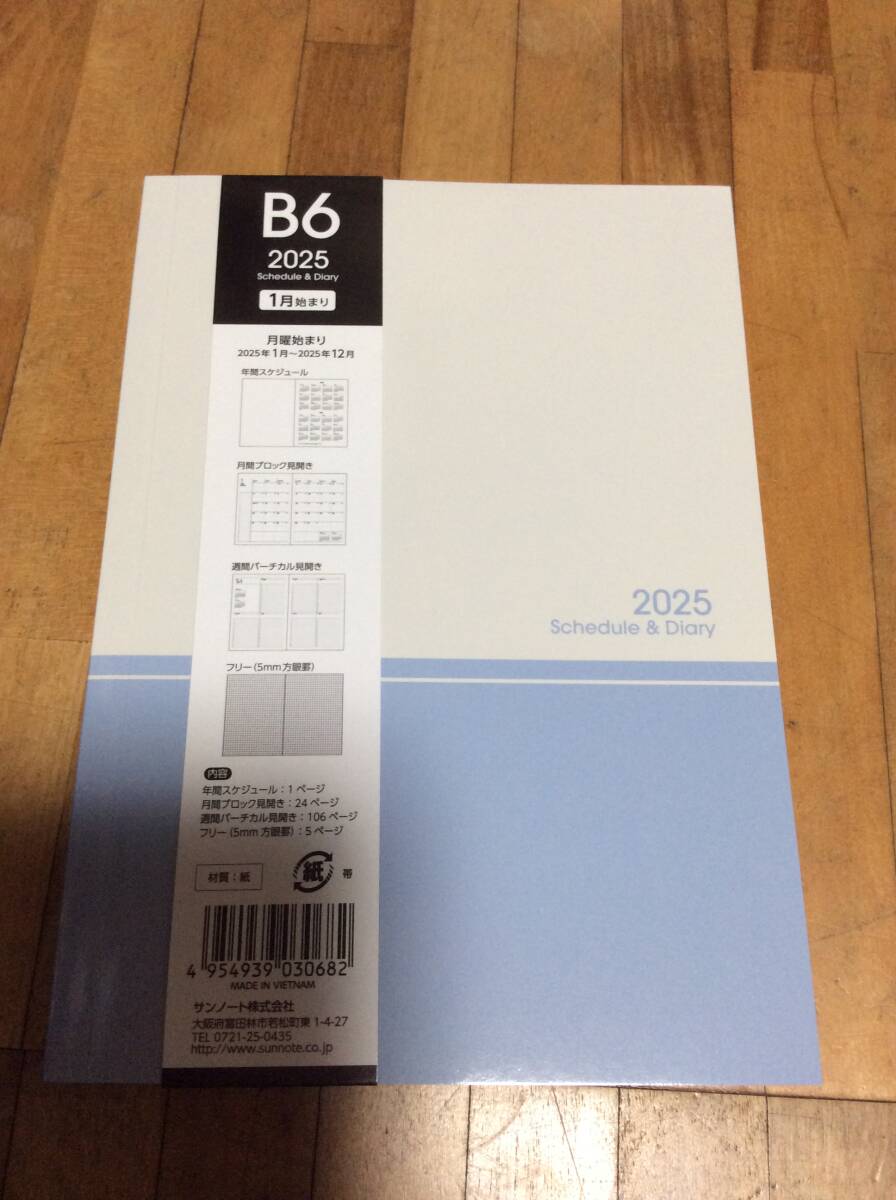 B6
2025
Schedule & Diary
1月始まり
月曜始まり
2025年1月～2025年12月
年間スケジュール
月間ブロック見開き
週間バーチカル見開き
フリー(5mm方眼罫)
内容
年間スケジュール：1ページ
月間ブロック見開き：24ページ
週間バーチカル見開き：106ページ
フリー(5mm方眼罫)：5ページ
材質：紙
紙
帯
4 954939 030682
MADE IN VIETNAM
サンノート株式会社
大阪府富田林市若松町東 1-4-27
TEL 0721-25-0435
http://www.sunnote.co.jp
2025
Schedule & Diary